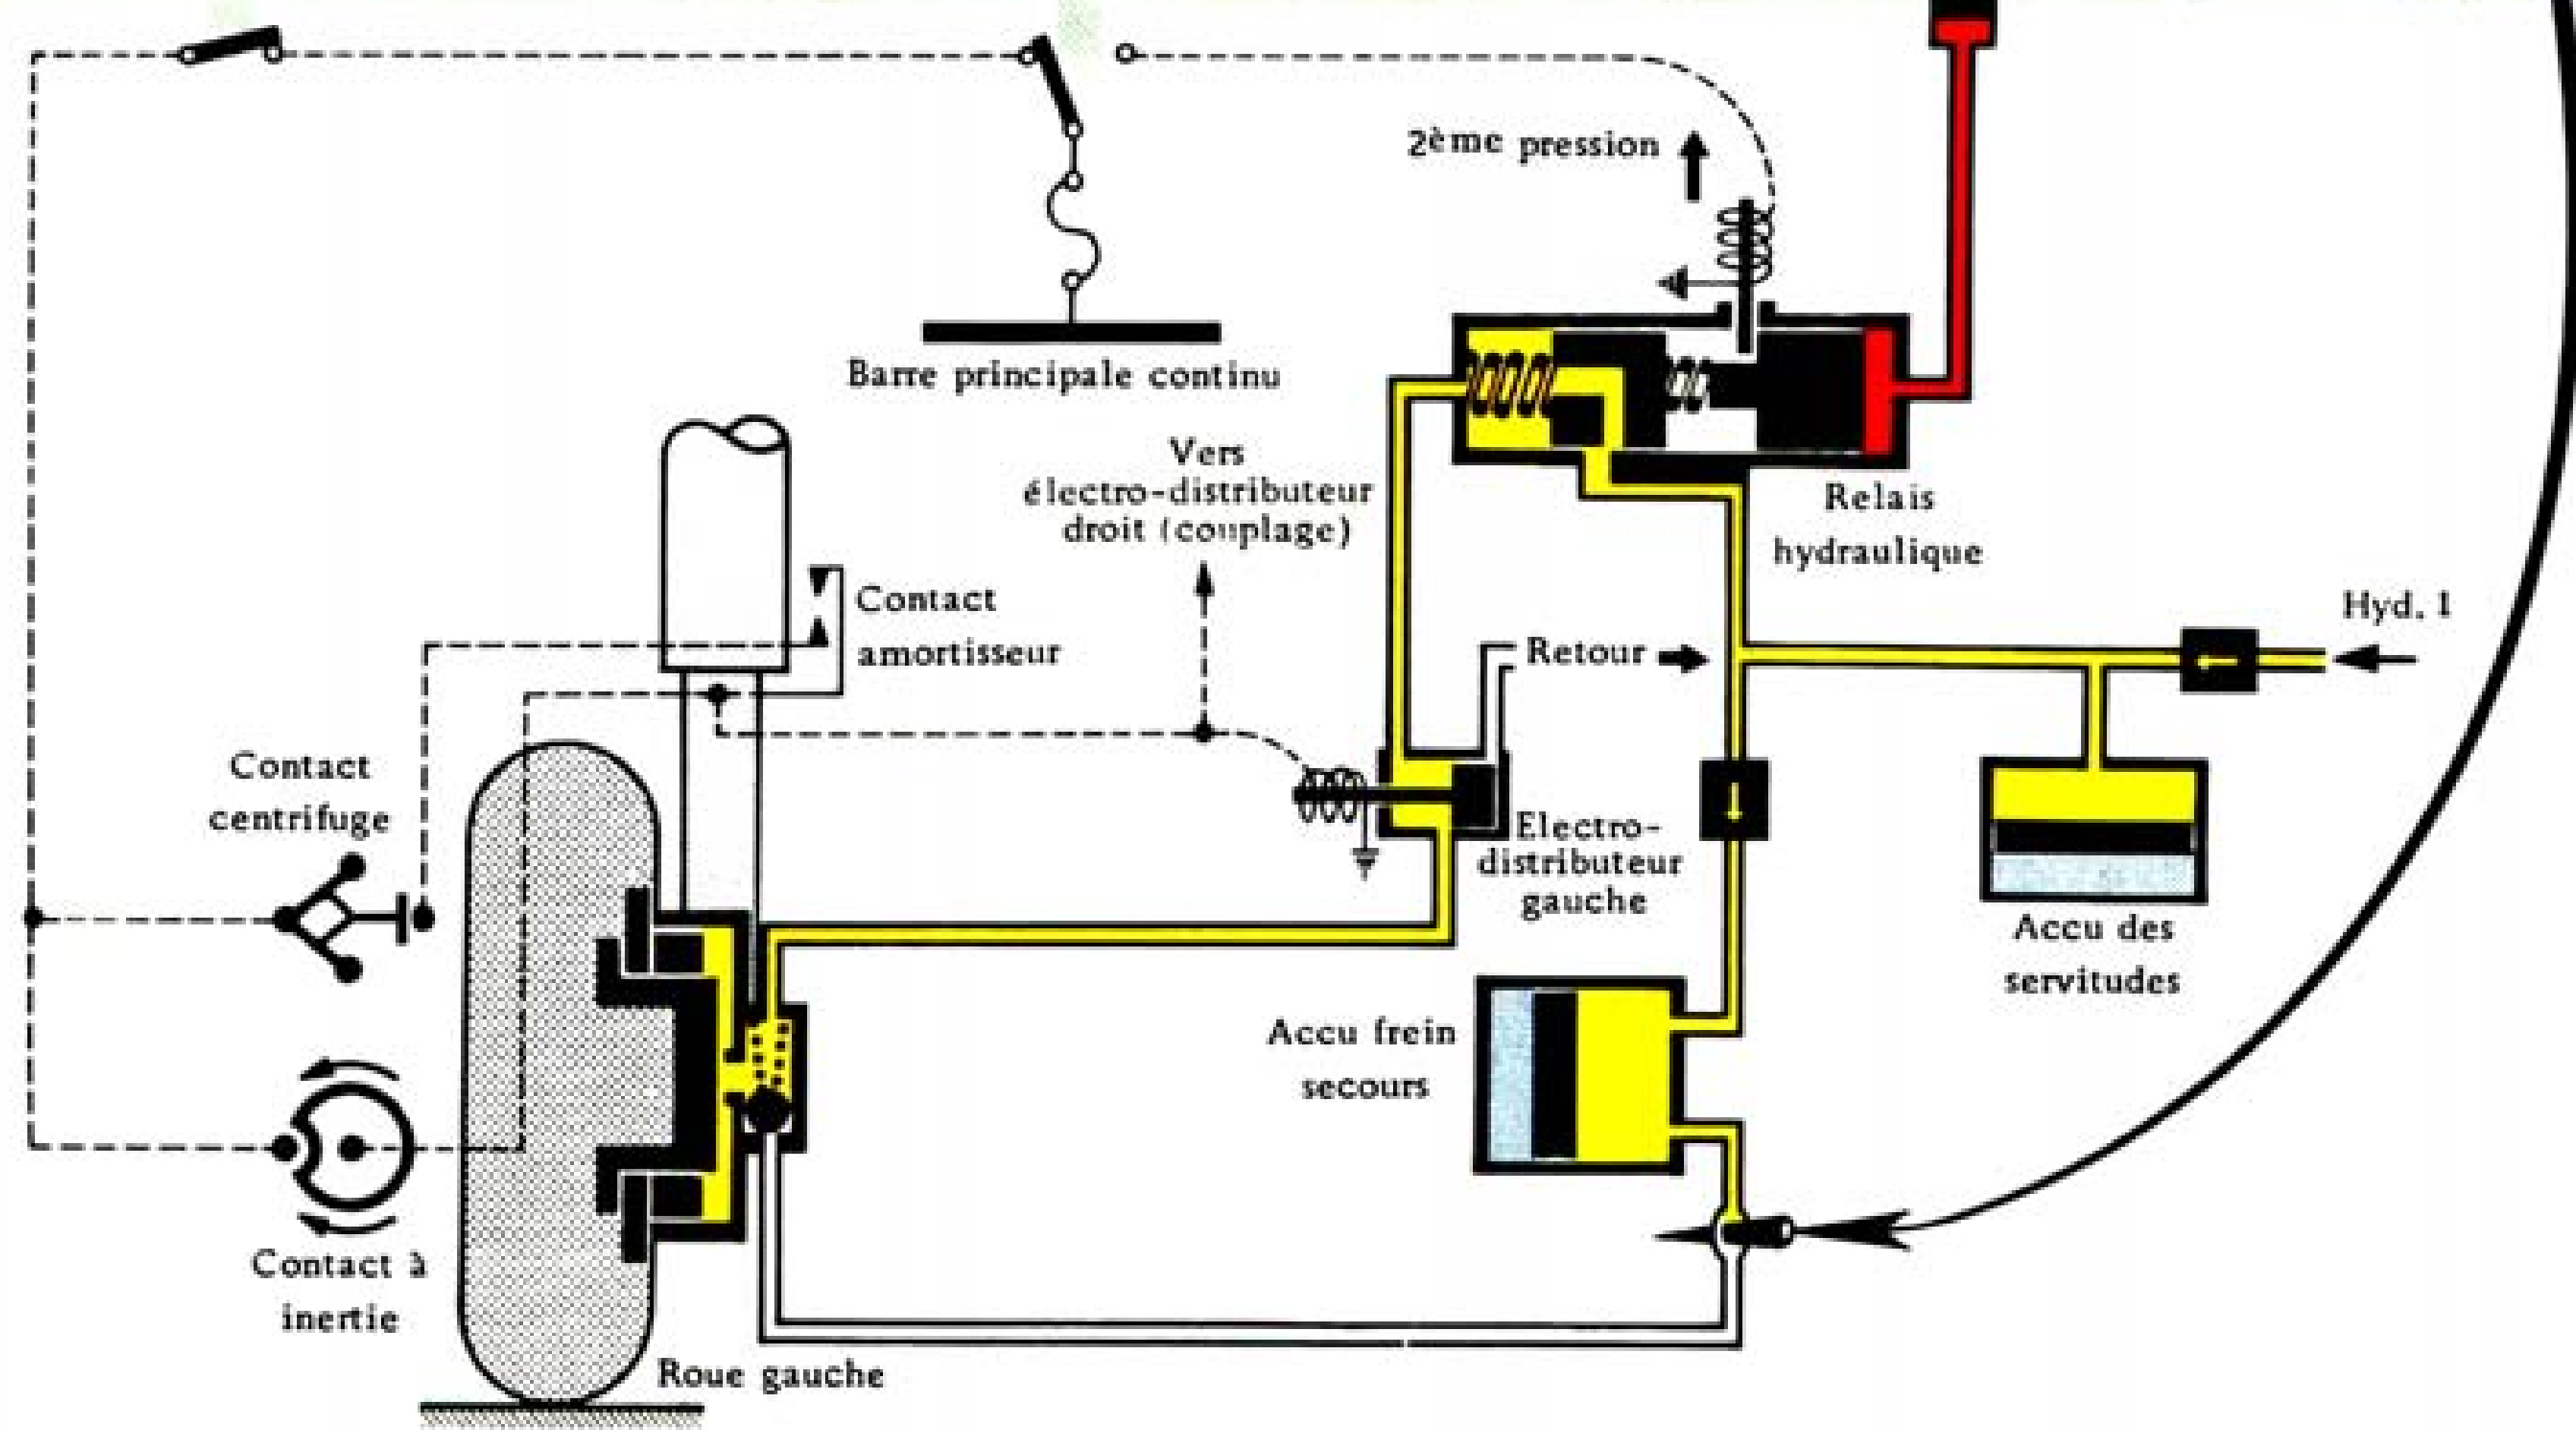 2ème pression
Barre principale continu
Vers
électro-distributeur
droit (couplage)
Relais
hydraulique
Contact
amortisseur
Hyd. 1
Retour
Contact
centrifuge
Electro-
distributeur
gauche
Accu des
servitudes
Accu frein
secours
Contact à
inertie
Roue gauche